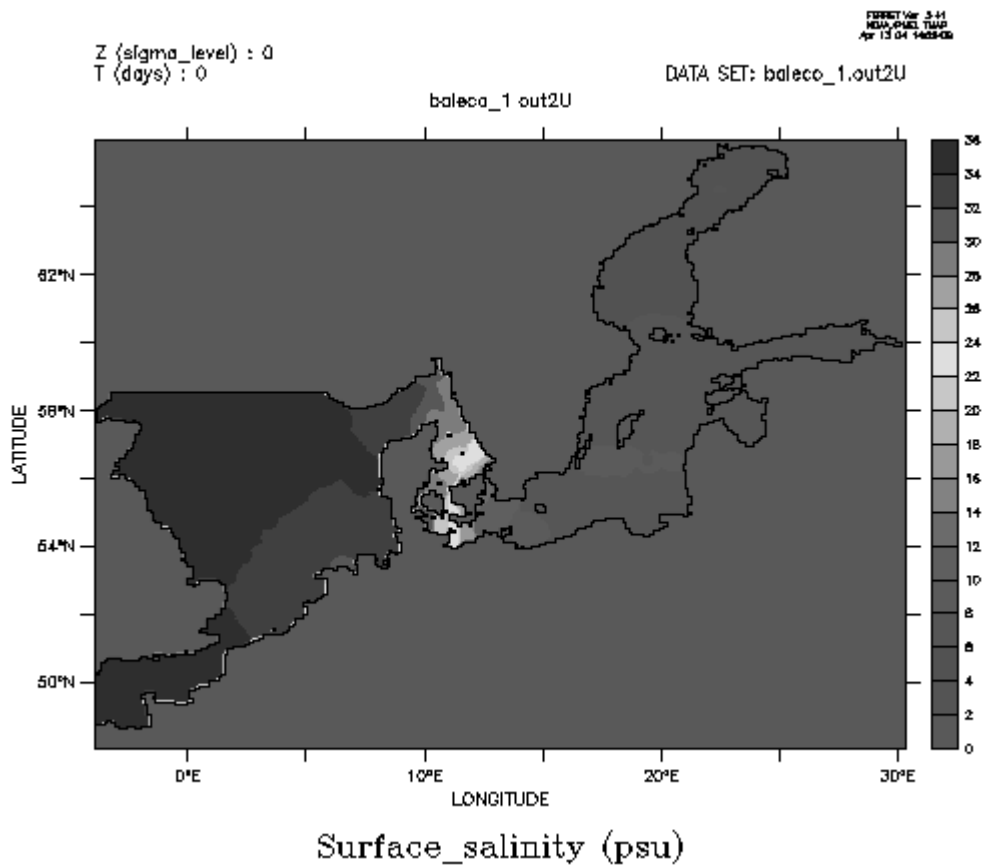 Z (sigma_level) : 0
T (days) : 0
DATA SET: baleco_1.out2U
baleco_1 out2U
36
34
32
30
28
26
24
22
20
18
16
14
12
10
8
6
4
2
0
62°N
58°N
54°N
50°N
LATITUDE
0°E
10°E
20°E
30°E
LONGITUDE
Surface_salinity (psu)